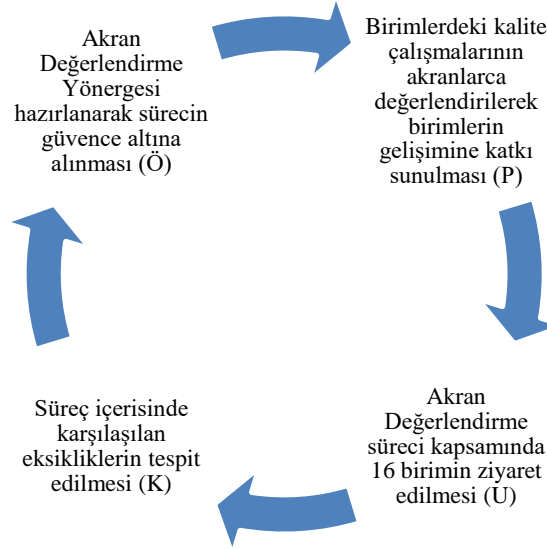 Akran
Değerlendirme
Yönergesi
hazırlanarak sürecin
güvence altına
alınması (Ö)
Birimlerdeki kalite
çalışmalarının
akranlarca
değerlendirilerek
birimlerin
gelişimine katkı
sunulması (P)
Akran
Değerlendirme
süreci kapsamında
16 birimin ziyaret
edilmesi (U)
Süreç içerisinde
karşılaşılan
eksikliklerin tespit
edilmesi (K)